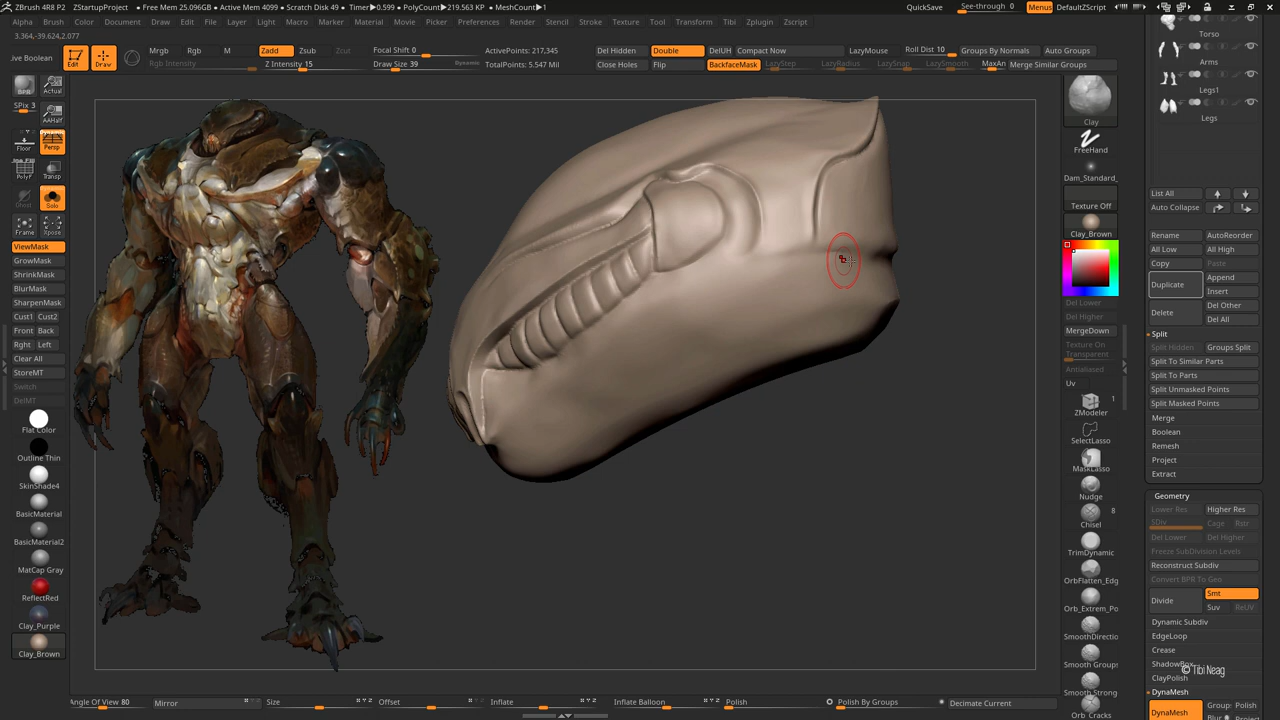 ZBrush 4R8 P2
ZStartupProject
• Free Mem 25.096GB • Active Mem 4099 • Scratch Disk 49 • Timer▶0.599 • PolyCount▶219.563 KP • MeshCount▶1
QuickSave
See-through 0
Menus
DefaultZScript
Alpha Brush Color Document Draw Edit File Layer Light Macro Marker Material Movie Picker Preferences Render Stencil Stroke Texture Tool Transform Tibi Zplugin Zscript
3.364,-39.624,2.077
ive Boolean
Edit
Draw
Mrgb Rgb M
Rgb Intensity
Zadd Zsub Zcut
Z Intensity 15
Focal Shift 0
Draw Size 39
Dynamic
ActivePoints: 217,345
TotalPoints: 5.547 Mil
Del Hidden
Close Holes
Double
Flip
DelUH
BackfaceMask
Compact Now
LazyStep
LazyMouse
LazyRadius
LazySnap
Roll Dist 10
LazySmooth
Groups By Normals
MaxAn
Auto Groups
Merge Similar Groups
BPR
SPix 3
Actual
AAHalf
Floor
Persp
PolyF
Transp
Ghost
Solo
Frame
Xpose
ViewMask
GrowMask
ShrinkMask
BlurMask
SharpenMask
Cust1 Cust2
Front Back
Rght Left
Clear All
StoreMT
Switch
DelMT
Flat Color
Outline Thin
SkinShade4
BasicMaterial
BasicMaterial2
MatCap Gray
ReflectRed
Clay_Purple
Clay_Brown
Clay
FreeHand
Dam_Standard_
Texture Off
Clay_Brown
Del Lower
Del Higher
MergeDown
Texture On
Transparent
Antialiased
Uv
1
ZModeler
SelectLasso
MaskLasso
Nudge
8
Chisel
TrimDynamic
OrbFlatten_Edg
Orb_Extrem_Po
SmoothDirectio
Smooth Groups
Smooth Strong
Orb_Cracks
Torso
Arms
Legs1
Legs
List All
Auto Collapse
Rename AutoReorder
All Low All High
Copy Paste
Duplicate
Append
Insert
Delete
Del Other
Del All
Split
Split Hidden Groups Split
Split To Similar Parts
Split To Parts
Split Unmasked Points
Split Masked Points
Merge
Boolean
Remesh
Project
Extract
Geometry
Lower Res Higher Res
SDiv Cage Rstr
Del Lower Del Higher
Freeze SubDivision Levels
Reconstruct Subdiv
Convert BPR To Geo
Divide
Smt
Suv ReUV
Dynamic Subdiv
EdgeLoop
Crease
ShadowBox
© Tibi Neag
ClayPolish
DynaMesh
DynaMesh
Group
Polish
Blur
Angle Of View 80
Mirror
Size
Offset
Inflate
Inflate Balloon
Polish
Polish By Groups
Decimate Current